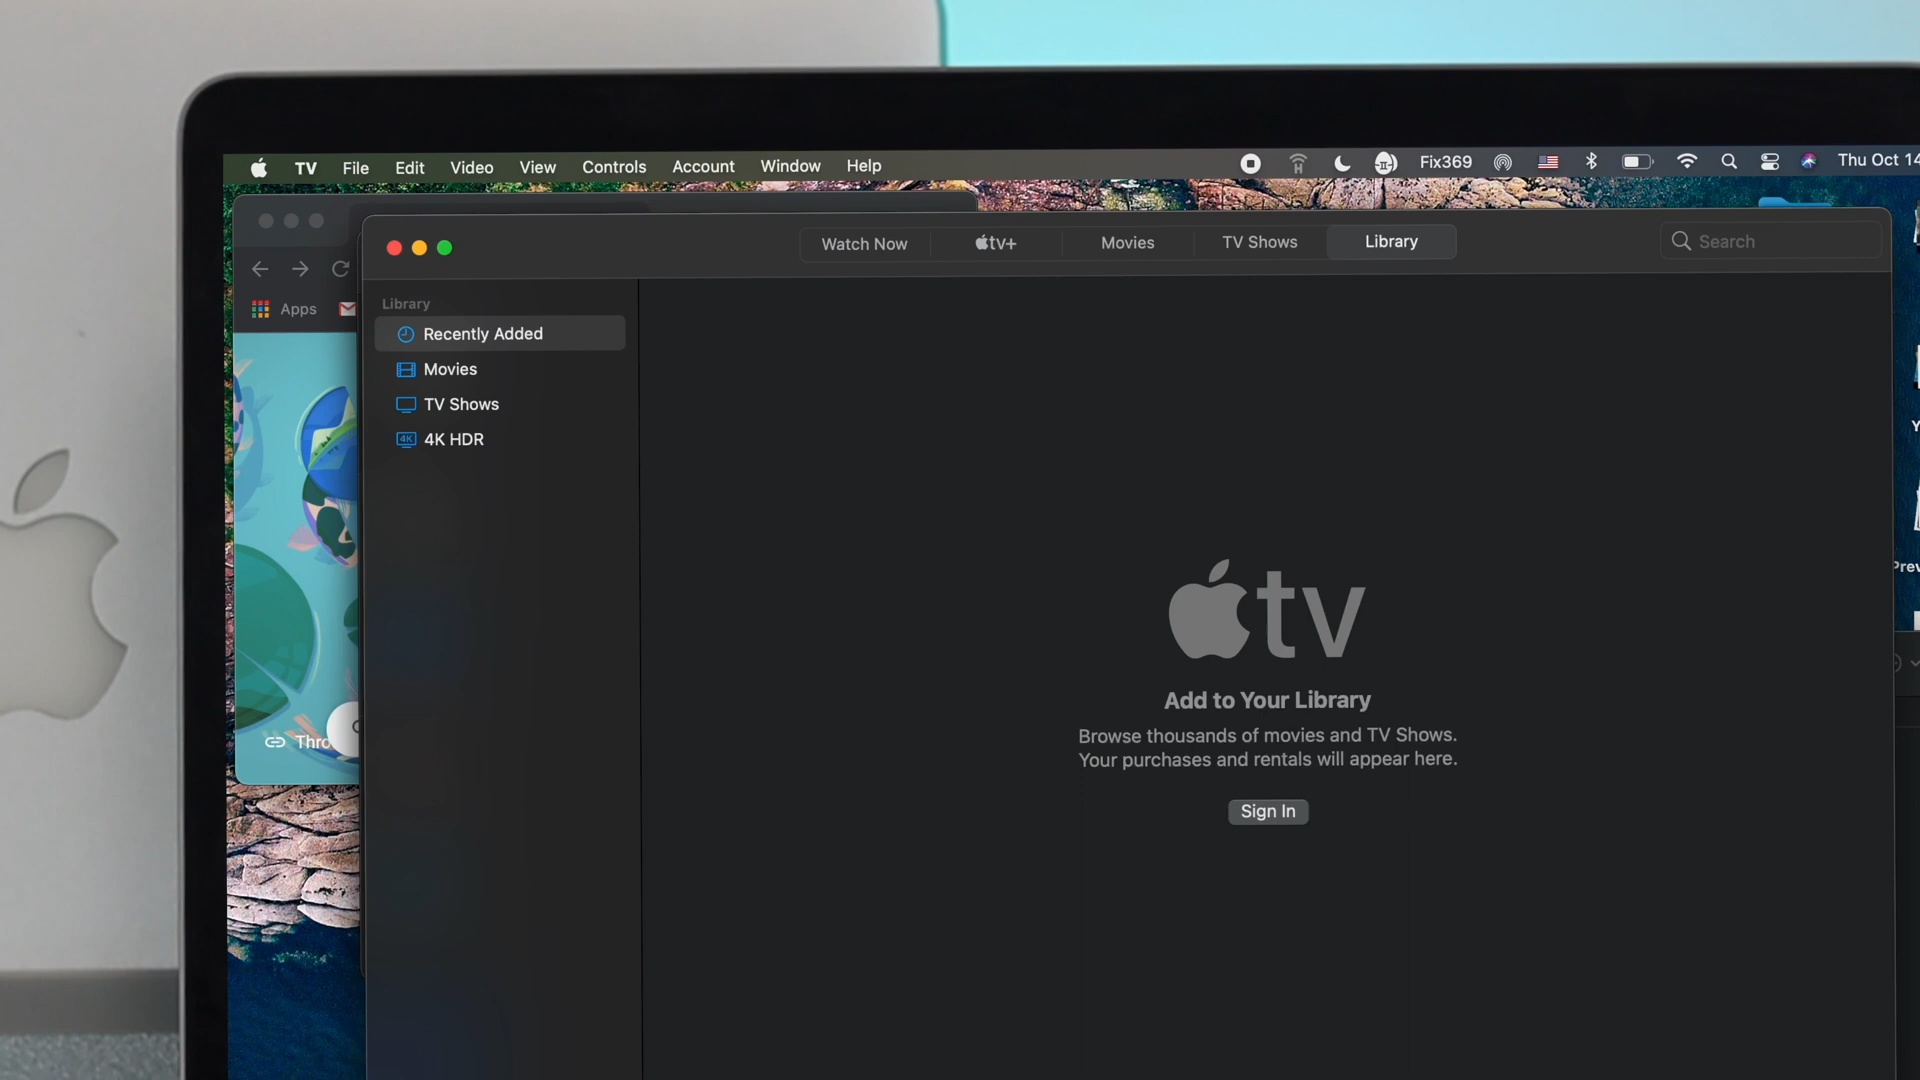 TV File Edit Video View Controls Account Window Help Fix369 Thu Oct 14
Watch Now tv+ Movies TV Shows Library Search
Apps
Library
Recently Added
Movies
TV Shows
4K HDR
tv
Add to Your Library
Browse thousands of movies and TV Shows.
Your purchases and rentals will appear here.
Sign In
Thro
Prev